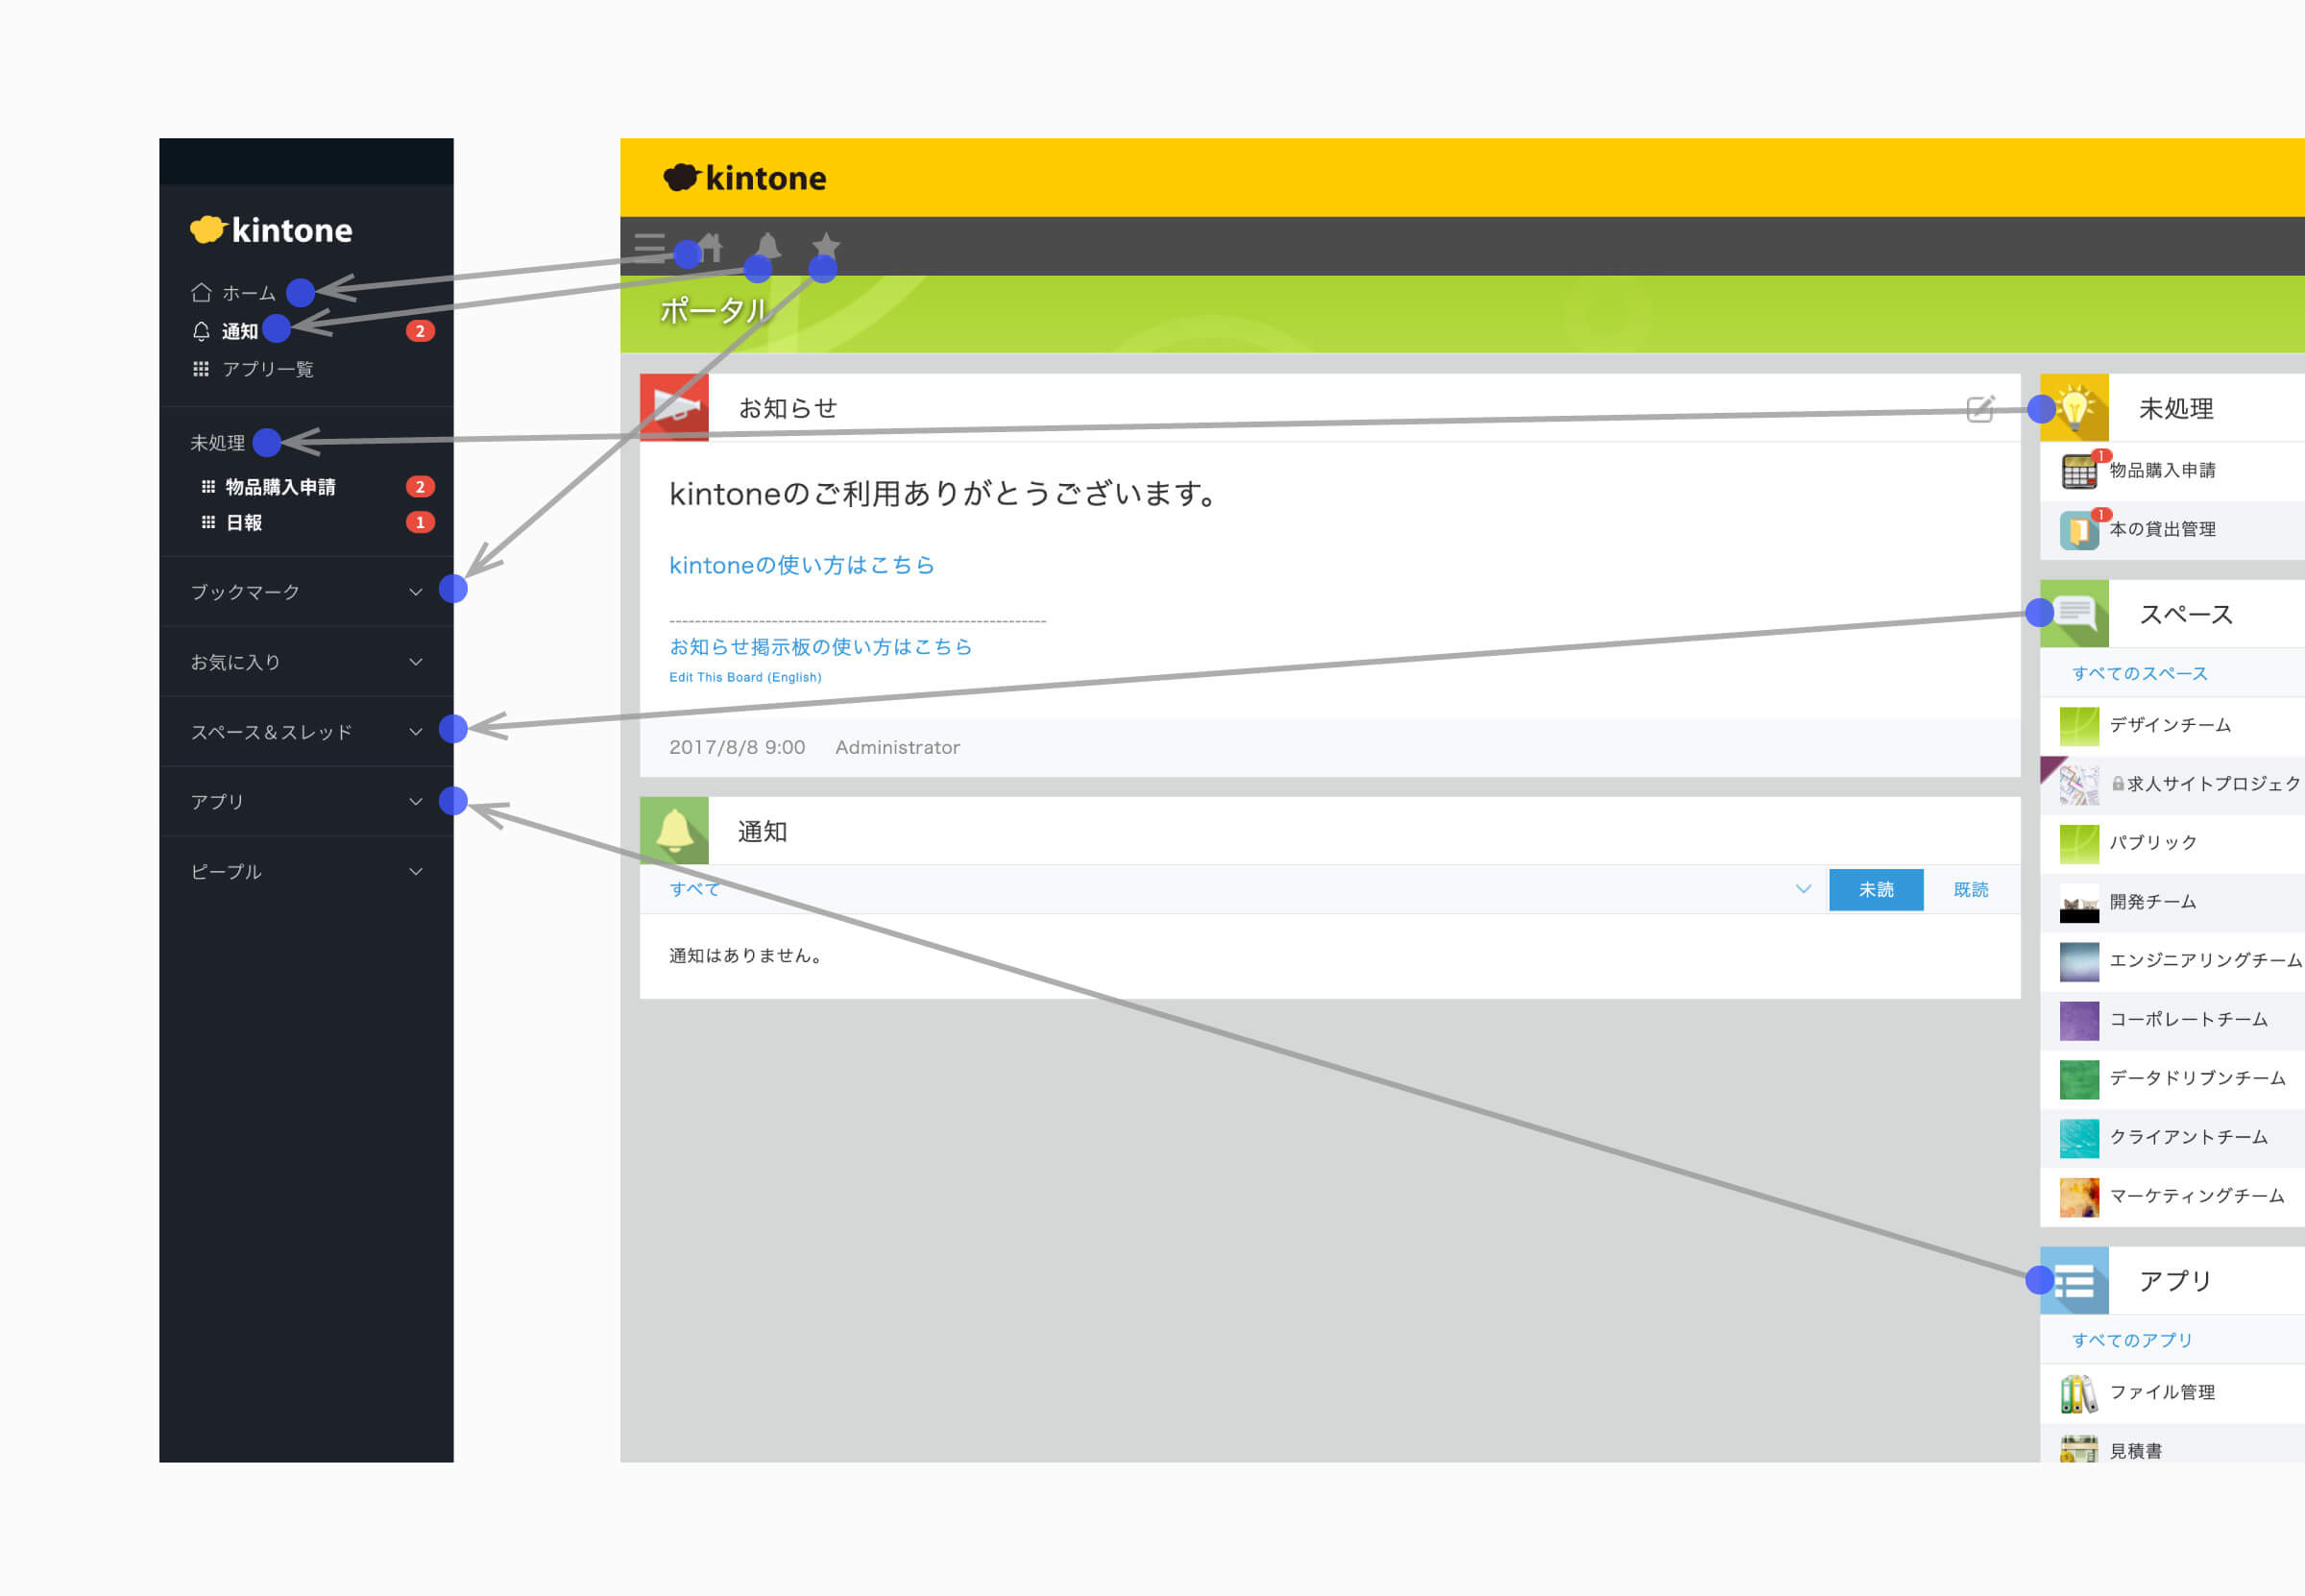 kintone
ホーム
通知 2
アプリ一覧
未処理
物品購入申請 2
日報 1
ブックマーク
お気に入り
スペース＆スレッド
アプリ
ピープル
kintone
ポータル
お知らせ
kintoneのご利用ありがとうございます。
kintoneの使い方はこちら
------------------------------------------------------------
お知らせ掲示板の使い方はこちら
Edit This Board (English)
2017/8/8 9:00 Administrator
通知
すべて 未読 既読
通知はありません。
未処理
1 物品購入申請
1 本の貸出管理
スペース
すべてのスペース
デザインチーム
求人サイトプロジェク
パブリック
開発チーム
エンジニアリングチーム
コーポレートチーム
データドリブンチーム
クライアントチーム
マーケティングチーム
アプリ
すべてのアプリ
ファイル管理
見積書